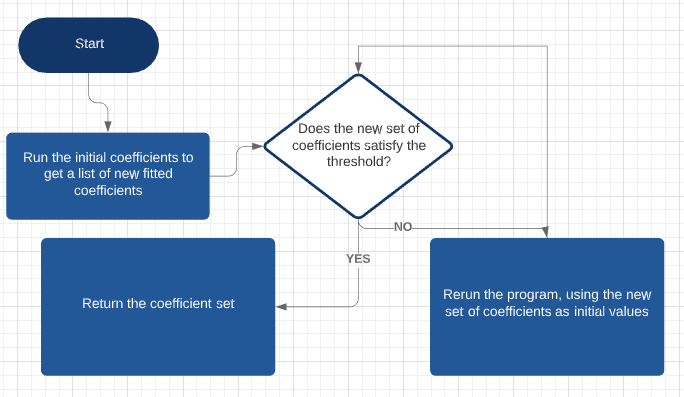 Start
Run the initial coefficients to
get a list of new fitted
coefficients
Does the new set of
coefficients satisfy the
threshold?
NO
YES
Return the coefficient set
Rerun the program, using the new
set of coefficients as initial values